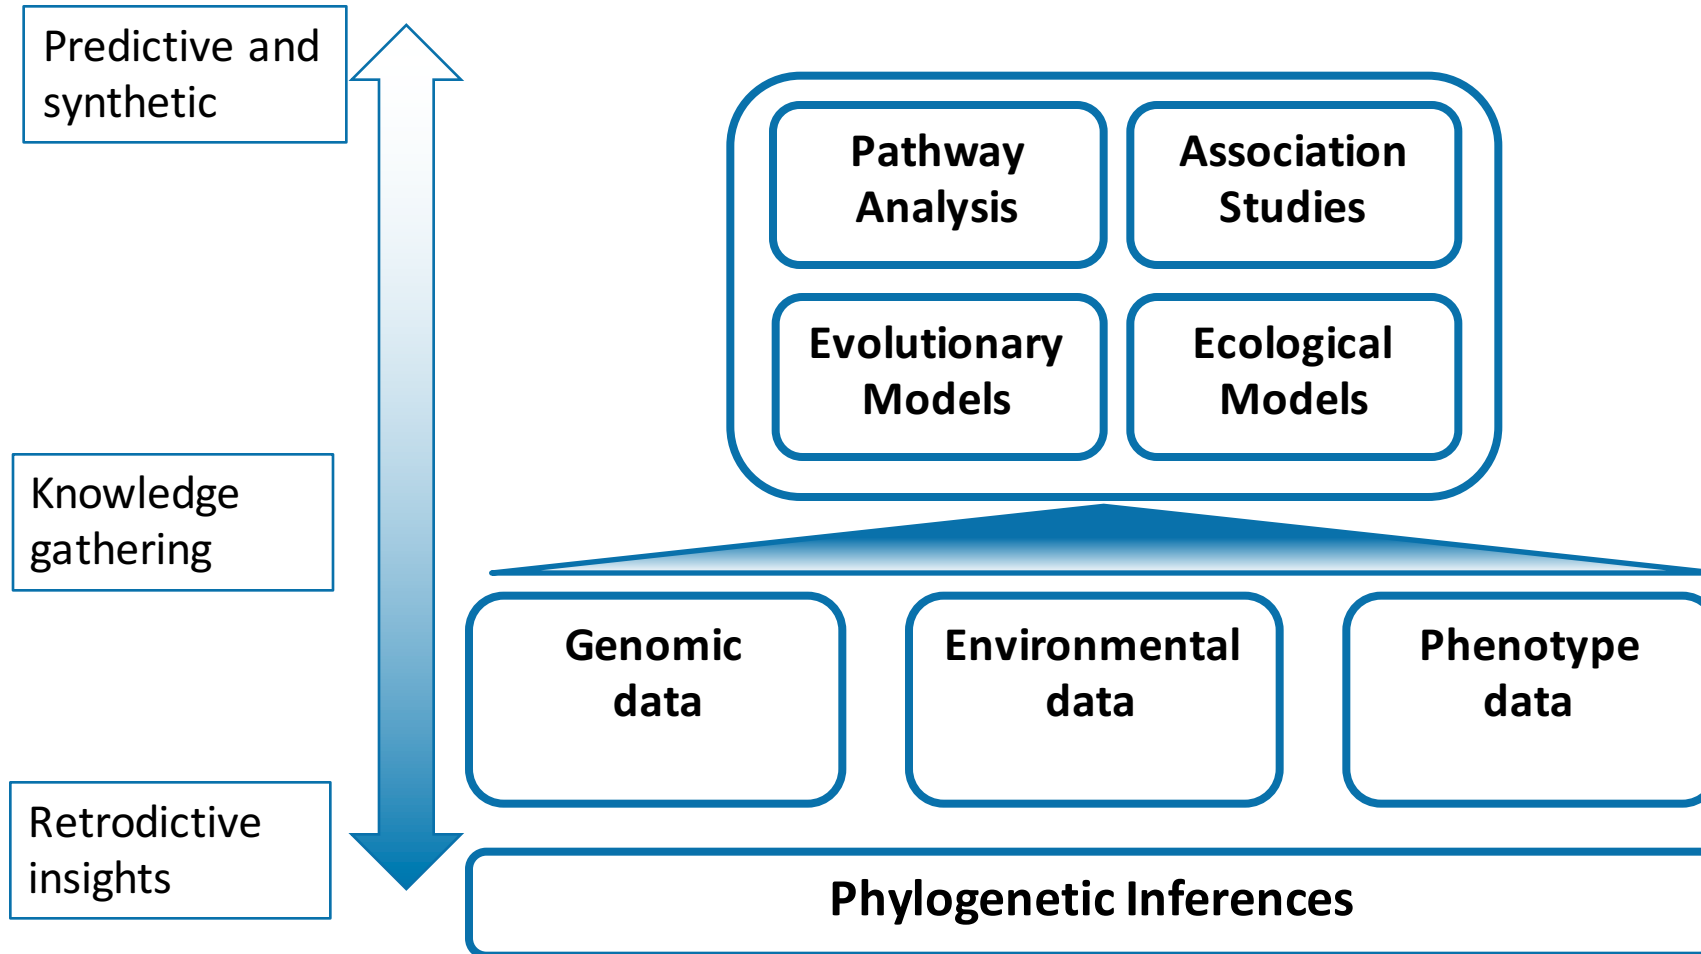 Predictive and
synthetic
Pathway
Analysis
Association
Studies
Evolutionary
Models
Ecological
Models
Knowledge
gathering
Genomic
data
Environmental
data
Phenotype
data
Retrodictive
insights
Phylogenetic Inferences